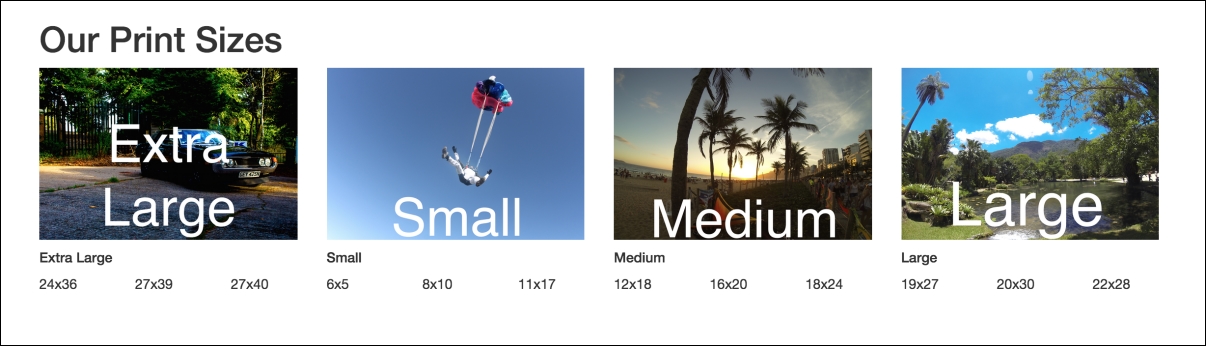 Our Print Sizes
Extra
Large
Small
Medium
Large
Extra Large
24x36 27x39 27x40
Small
6x5 8x10 11x17
Medium
12x18 16x20 18x24
Large
19x27 20x30 22x28